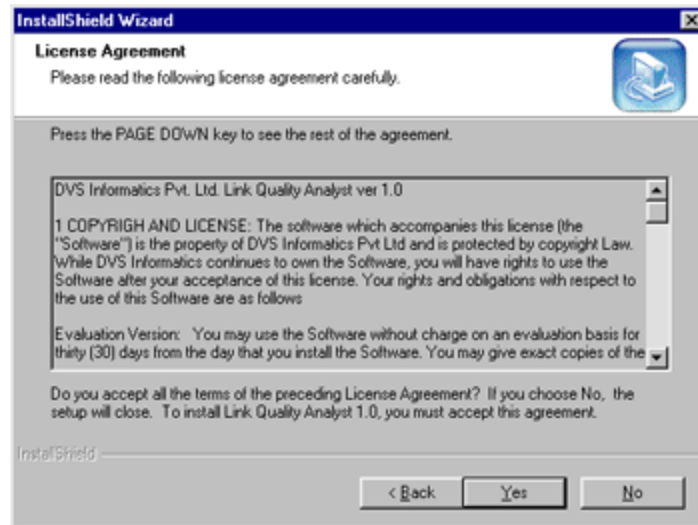 InstallShield Wizard
License Agreement
Please read the following license agreement carefully.
Press the PAGE DOWN key to see the rest of the agreement.
DVS Informatics Pvt. Ltd. Link Quality Analyst ver 1.0
1 COPYRIGH AND LICENSE: The software which accompanies this license (the
"Software") is the property of DVS Informatics Pvt Ltd and is protected by copyright Law.
While DVS Informatics continues to own the Software, you will have rights to use the
Software after your acceptance of this license. Your rights and obligations with respect to
the use of this Software are as follows
Evaluation Version:   You may use the Software without charge on an evaluation basis for
thirty (30) days from the day that you install the Software. You may give exact copies of the
Do you accept all the terms of the preceding License Agreement?  If you choose No,  the
setup will close.  To install Link Quality Analyst 1.0, you must accept this agreement.
InstallShield
< Back
Yes
No